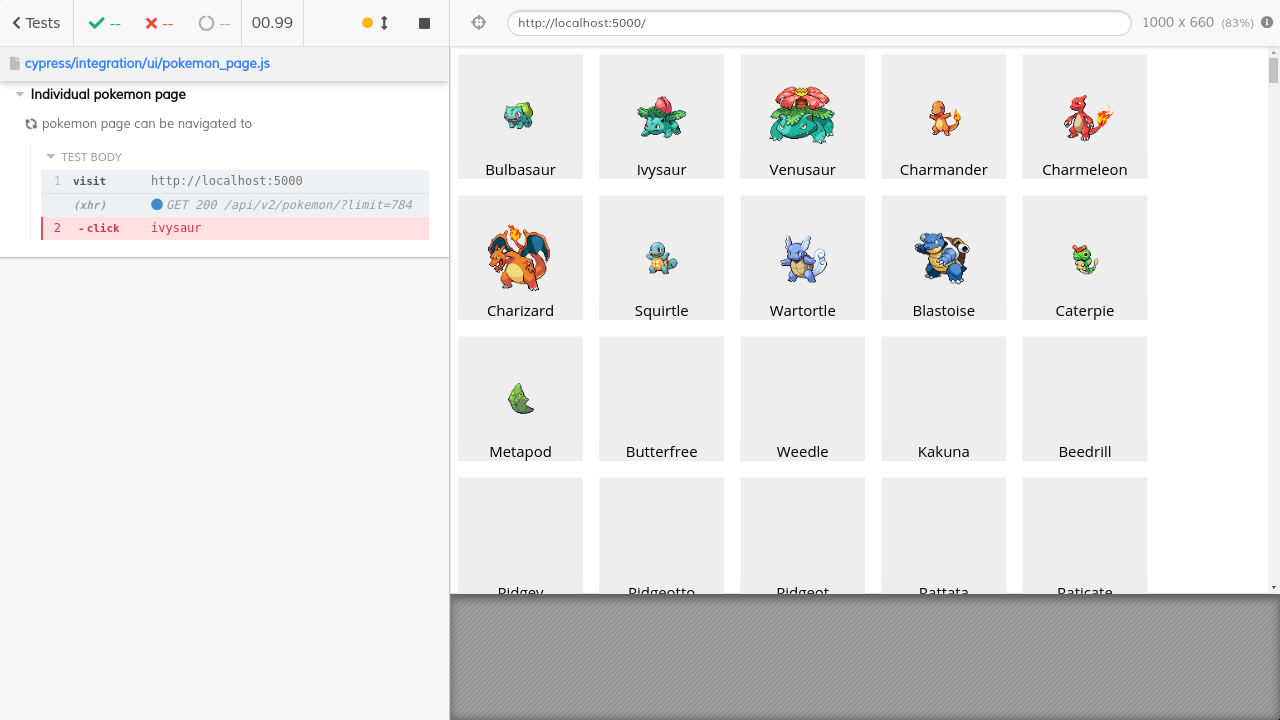 Tests -- -- -- 00.99
http://localhost:5000/ 1000 x 660 (83%)
cypress/integration/ui/pokemon_page.js
Individual pokemon page
pokemon page can be navigated to
TEST BODY
1 visit http://localhost:5000
(xhr) GET 200 /api/v2/pokemon/?limit=784
2 - click ivysaur
Bulbasaur Ivysaur Venusaur Charmander Charmeleon
Charizard Squirtle Wartortle Blastoise Caterpie
Metapod Butterfree Weedle Kakuna Beedrill
Pidgey Pidgeotto Pidgeot Rattata Raticate